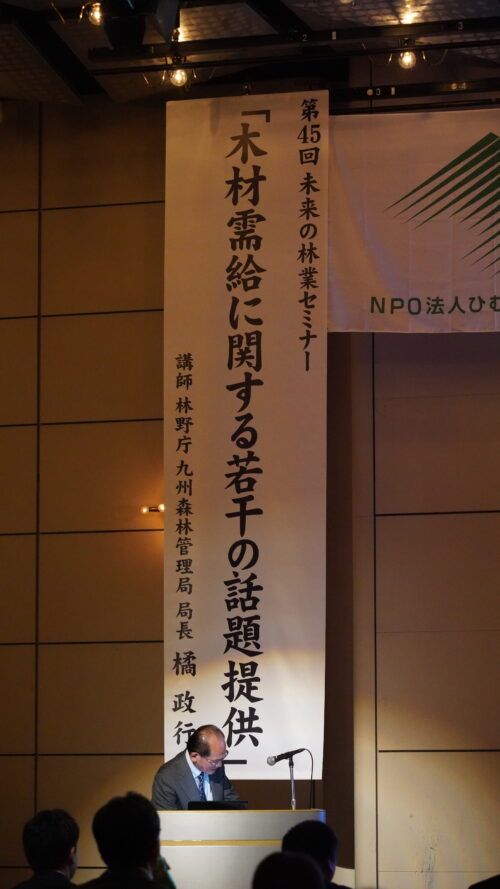 第45回 未来の林業セミナー
「木材需給に関する若干の話題提供」
講師 林野庁 九州森林管理局 局長 橘 政行
NPO法人ひむ